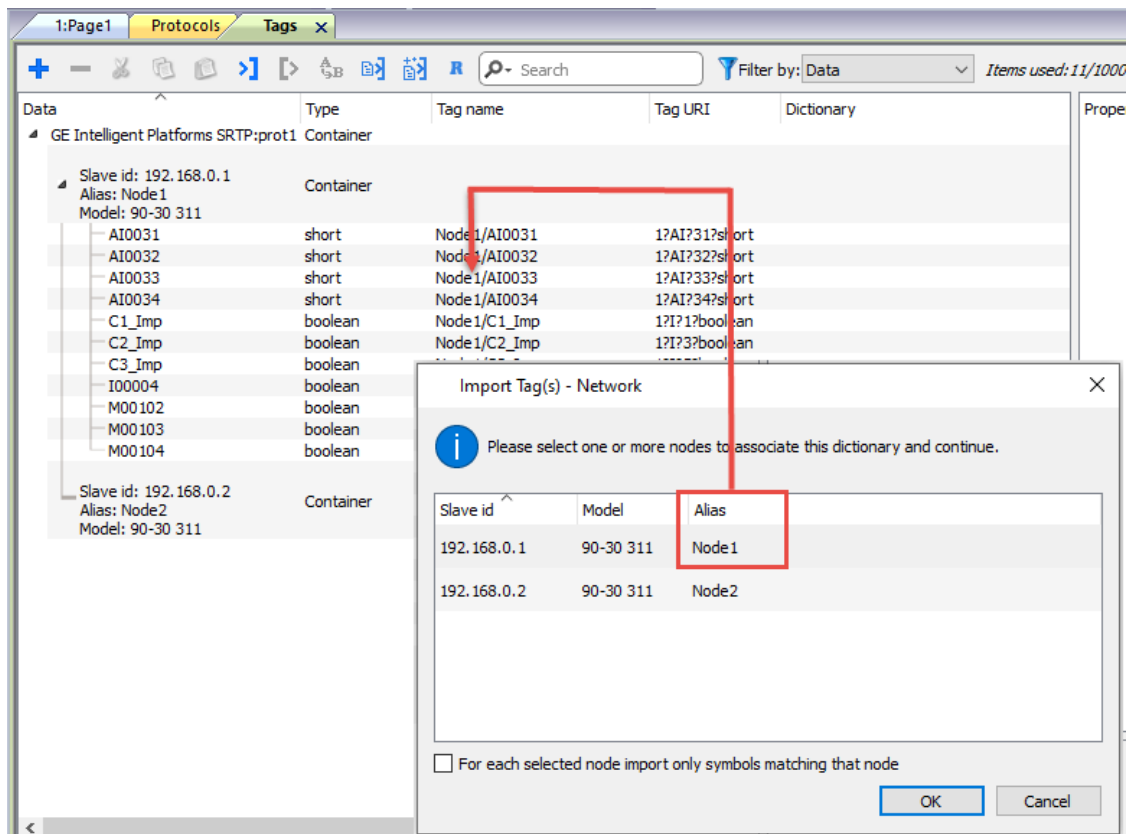 1:Page1 Protocols Tags
Search Filter by: Data Items used:11/1000
Data Type Tag name Tag URI Dictionary Prope
GE Intelligent Platforms SRTP:prot1 Container
Slave id: 192.168.0.1
Alias: Node1 Container
Model: 90-30 311
AI0031 short Node1/AI0031 1?AI?31?short
AI0032 short Node1/AI0032 1?AI?32?short
AI0033 short Node1/AI0033 1?AI?33?short
AI0034 short Node1/AI0034 1?AI?34?short
C1_Imp boolean Node1/C1_Imp 1?I?1?boolean
C2_Imp boolean Node1/C2_Imp 1?I?3?boolean
C3_Imp boolean
I00004 boolean
M00102 boolean
M00103 boolean
M00104 boolean
Slave id: 192.168.0.2
Alias: Node2 Container
Model: 90-30 311
Import Tag(s) - Network
Please select one or more nodes to associate this dictionary and continue.
Slave id Model Alias
192.168.0.1 90-30 311 Node1
192.168.0.2 90-30 311 Node2
For each selected node import only symbols matching that node
OK Cancel